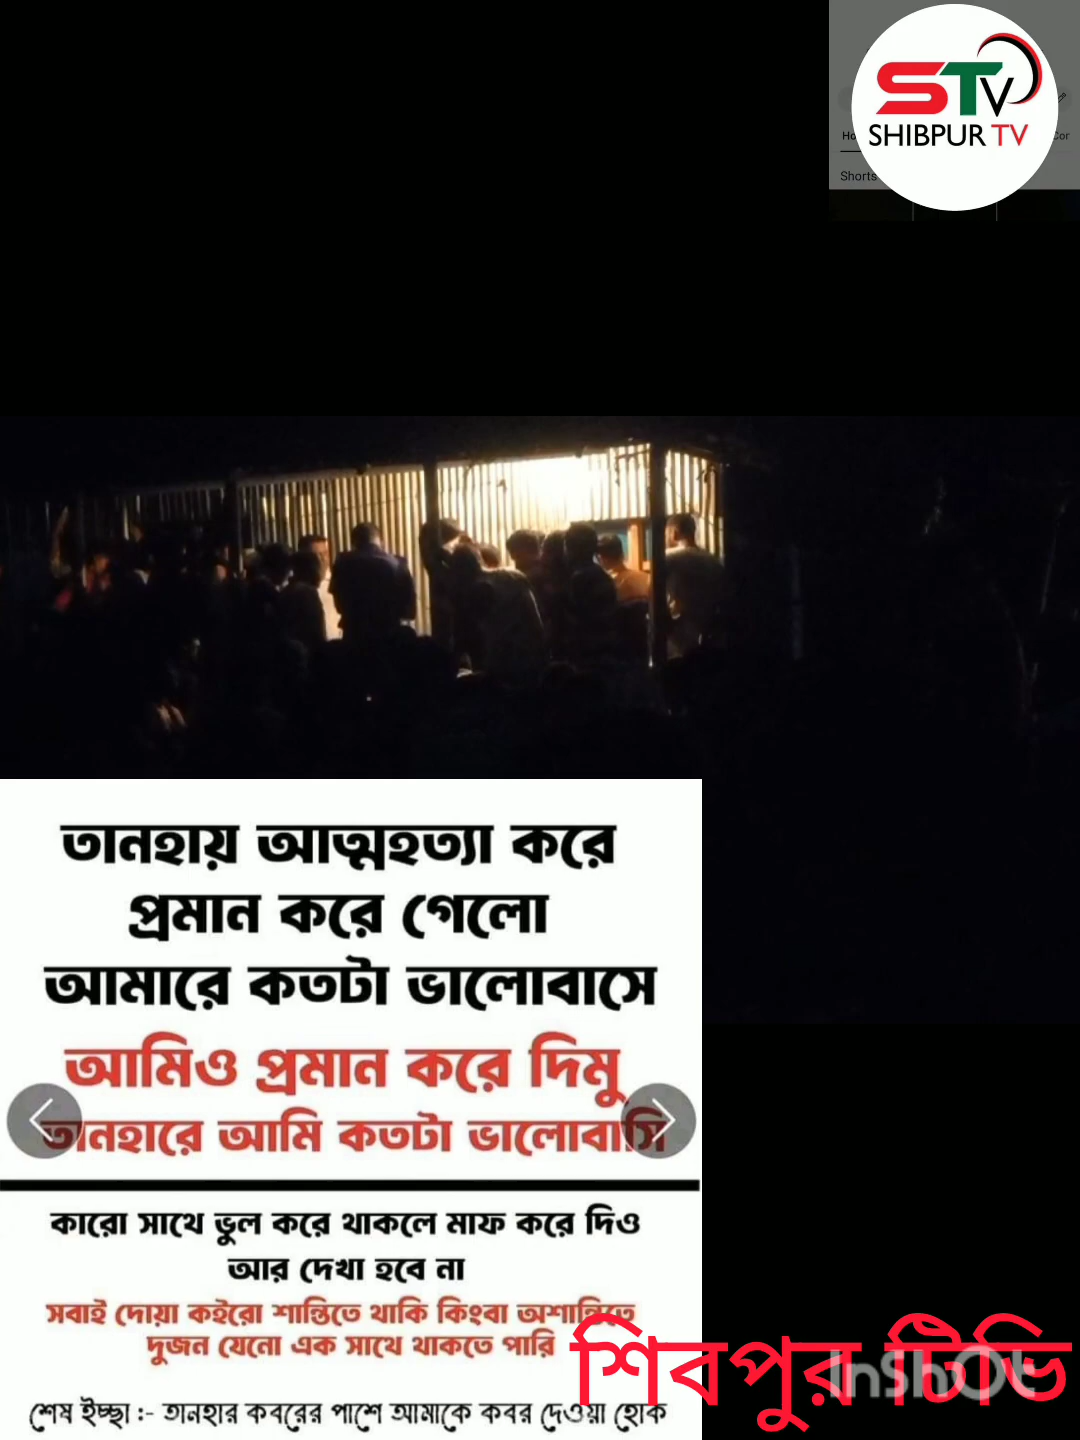 STV
SHIBPUR TV
Shorts
তানহায় আত্মহত্যা করে
প্রমান করে গেলো
আমারে কতটা ভালোবাসে
আমিও প্রমান করে দিমু
তানহারে আমি কতটা ভালোবাসি
কারো সাথে ভুল করে থাকলে মাফ করে দিও
আর দেখা হবে না
সবাই দোয়া কইরো শান্তিতে থাকি কিংবা অশান্তিতে
দুজন যেনো এক সাথে থাকতে পারি
শেষ ইচ্ছা :- তানহার কবরের পাশে আমাকে কবর দেওয়া হোক
শিবপুর টিভি
InShOt